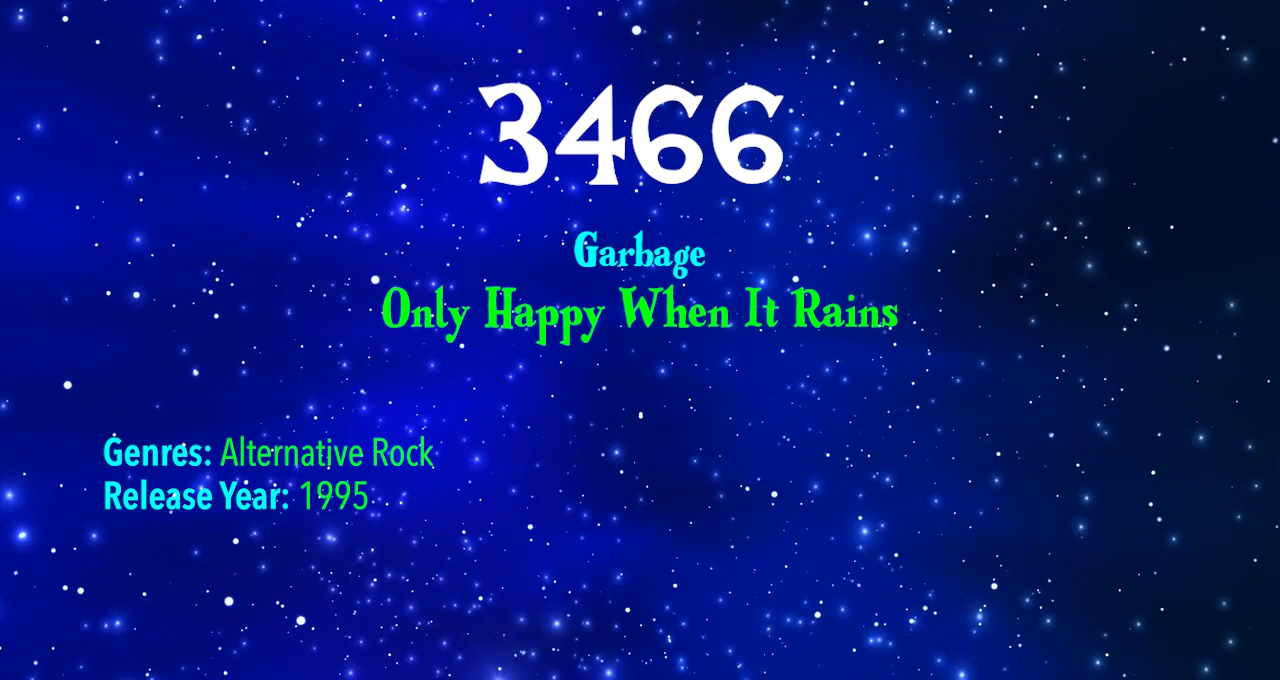 3466
Garbage
Only Happy When It Rains
Genres: Alternative Rock
Release Year: 1995